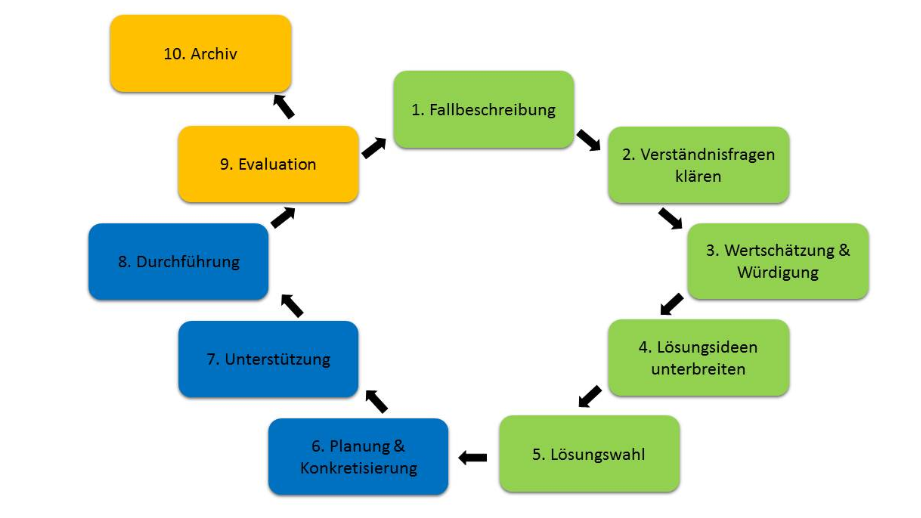 10. Archiv
1. Fallbeschreibung
2. Verständnisfragen
klären
3. Wertschätzung &
Würdigung
4. Lösungsideen
unterbreiten
5. Lösungswahl
6. Planung &
Konkretisierung
7. Unterstützung
8. Durchführung
9. Evaluation